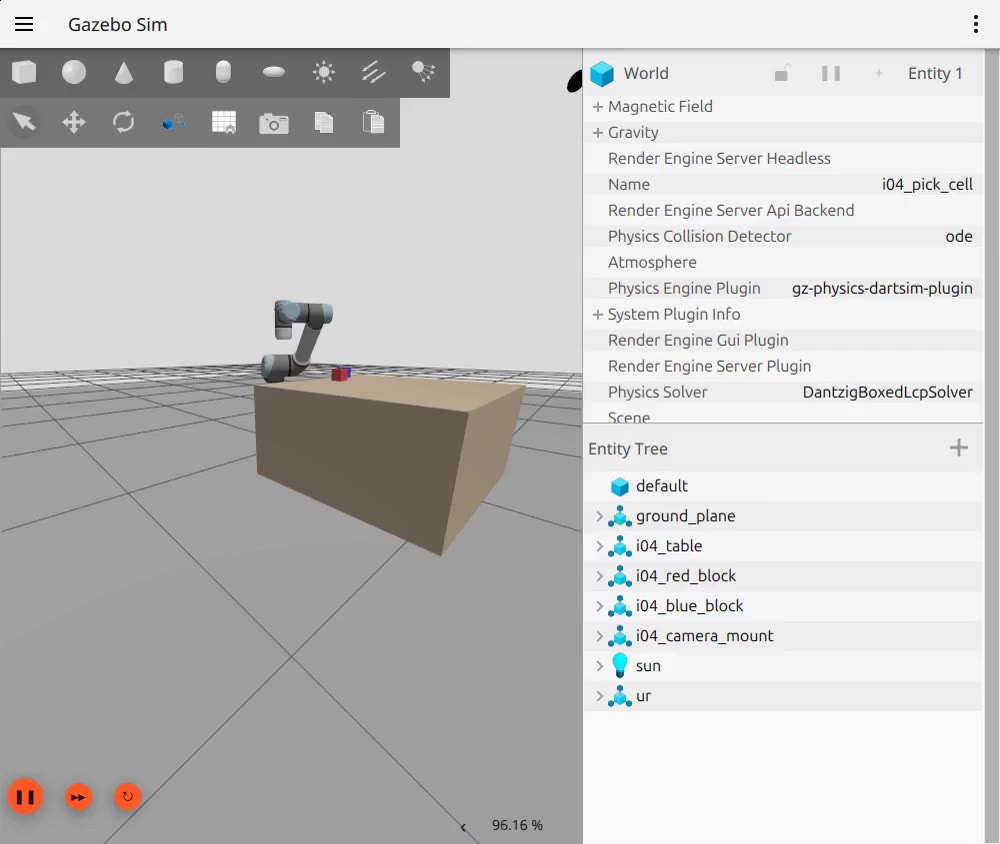 Gazebo Sim
World
+
Entity 1
+ Magnetic Field
+ Gravity
Render Engine Server Headless
Name i04_pick_cell
Render Engine Server Api Backend
Physics Collision Detector ode
Atmosphere
Physics Engine Plugin gz-physics-dartsim-plugin
+ System Plugin Info
Render Engine Gui Plugin
Render Engine Server Plugin
Physics Solver DantzigBoxedLcpSolver
Scene
Entity Tree +
default
ground_plane
i04_table
i04_red_block
i04_blue_block
i04_camera_mount
sun
ur
96.16 %